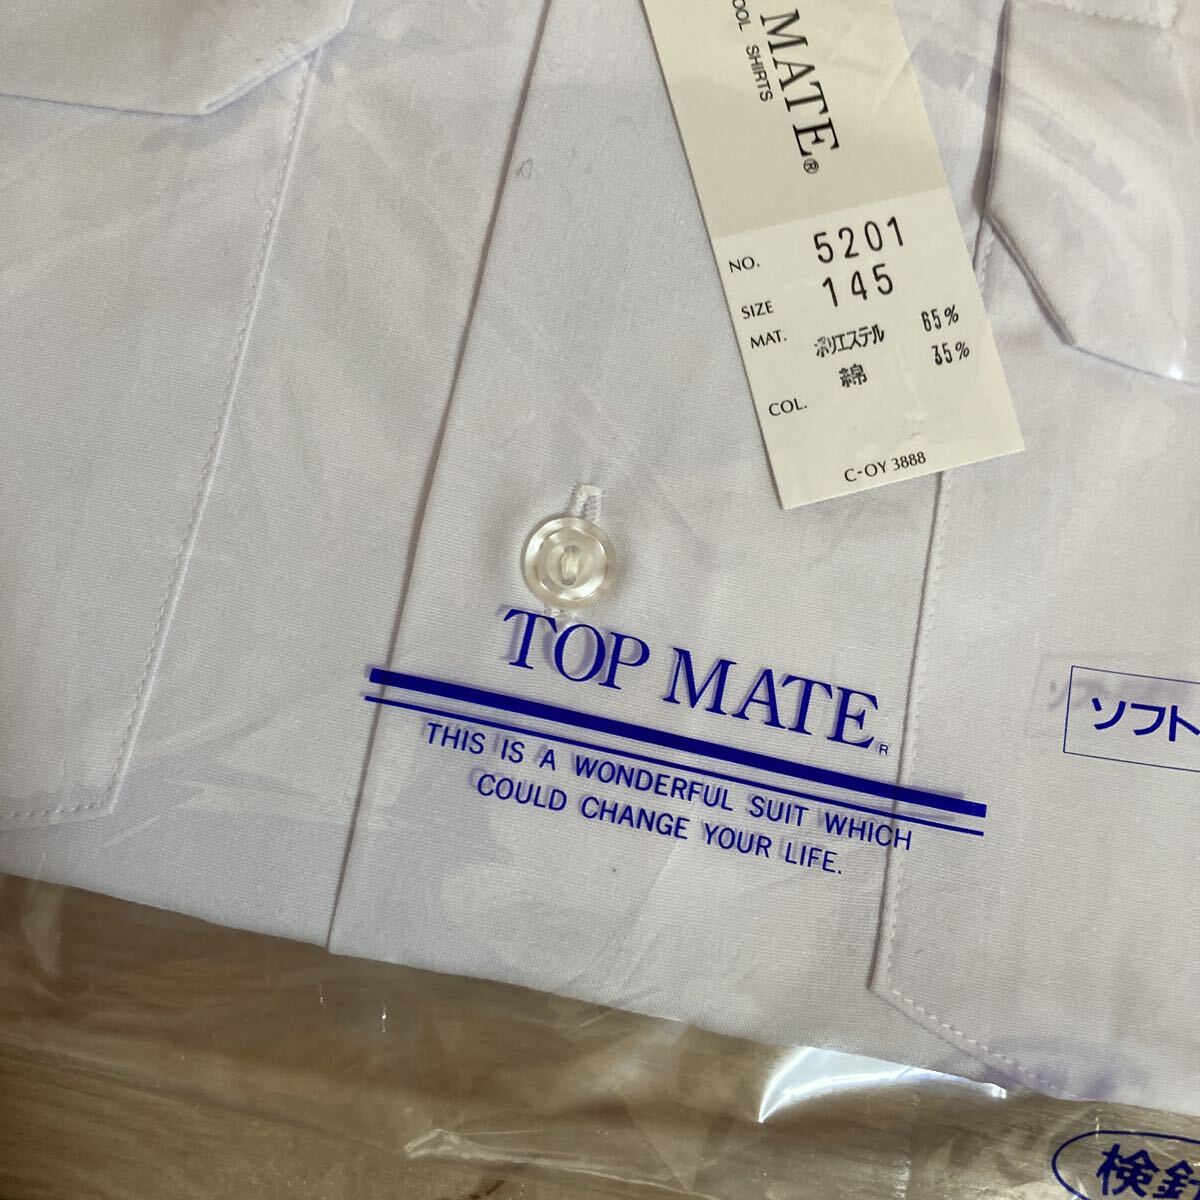 MATE®
SHIRTS
NO. 5201
SIZE 145
MAT. ポリエステル 65%
綿 35%
COL.
C-OY 3888
TOP MATE®
THIS IS A WONDERFUL SUIT WHICH
COULD CHANGE YOUR LIFE.
ソフト
検針